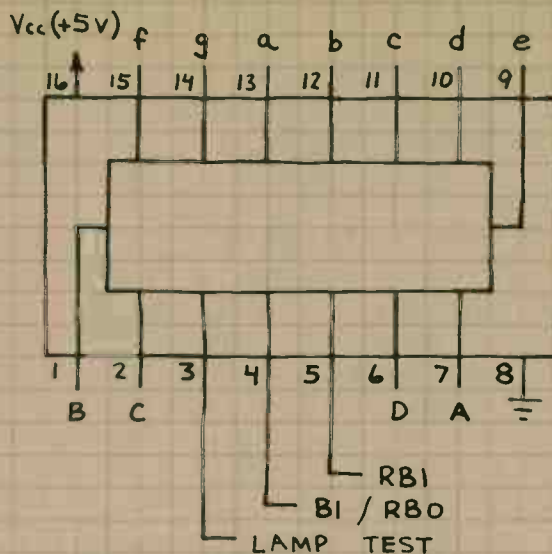 Vcc (+5V) f g a b c d e
16 15 14 13 12 11 10 9
1 2 3 4 5 6 7 8
B C D A
RBI
BI / RBO
LAMP TEST